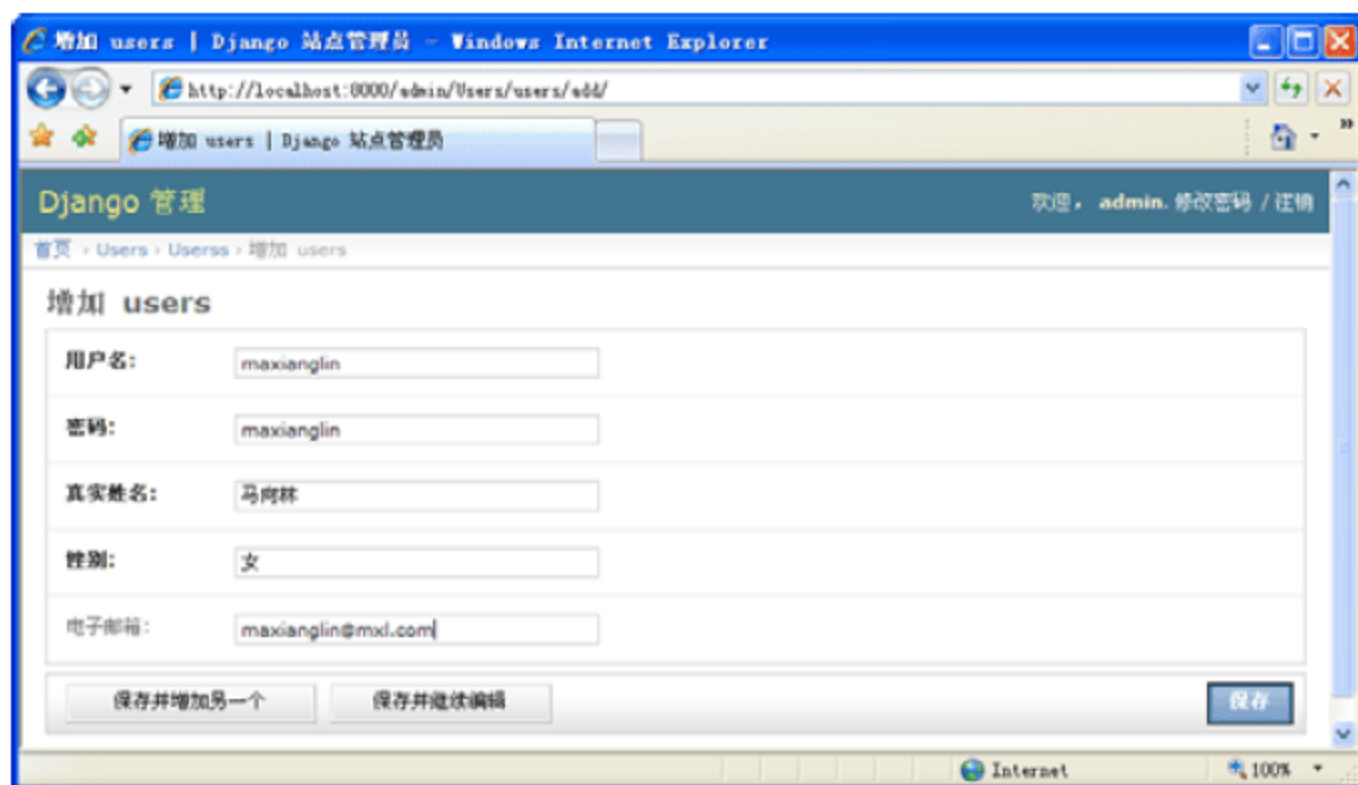 增加 users | Django 站点管理员 - Windows Internet Explorer
http://localhost:8000/admin/Users/users/add/
增加 users | Django 站点管理员
Django 管理
欢迎， admin. 修改密码 / 注销
首页 › Users › Userss › 增加 users
增加 users
用户名: maxianglin
密码: maxianglin
真实姓名: 马向林
性别: 女
电子邮箱: maxianglin@mxl.com
保存并增加另一个 保存并继续编辑 保存
Internet 100%